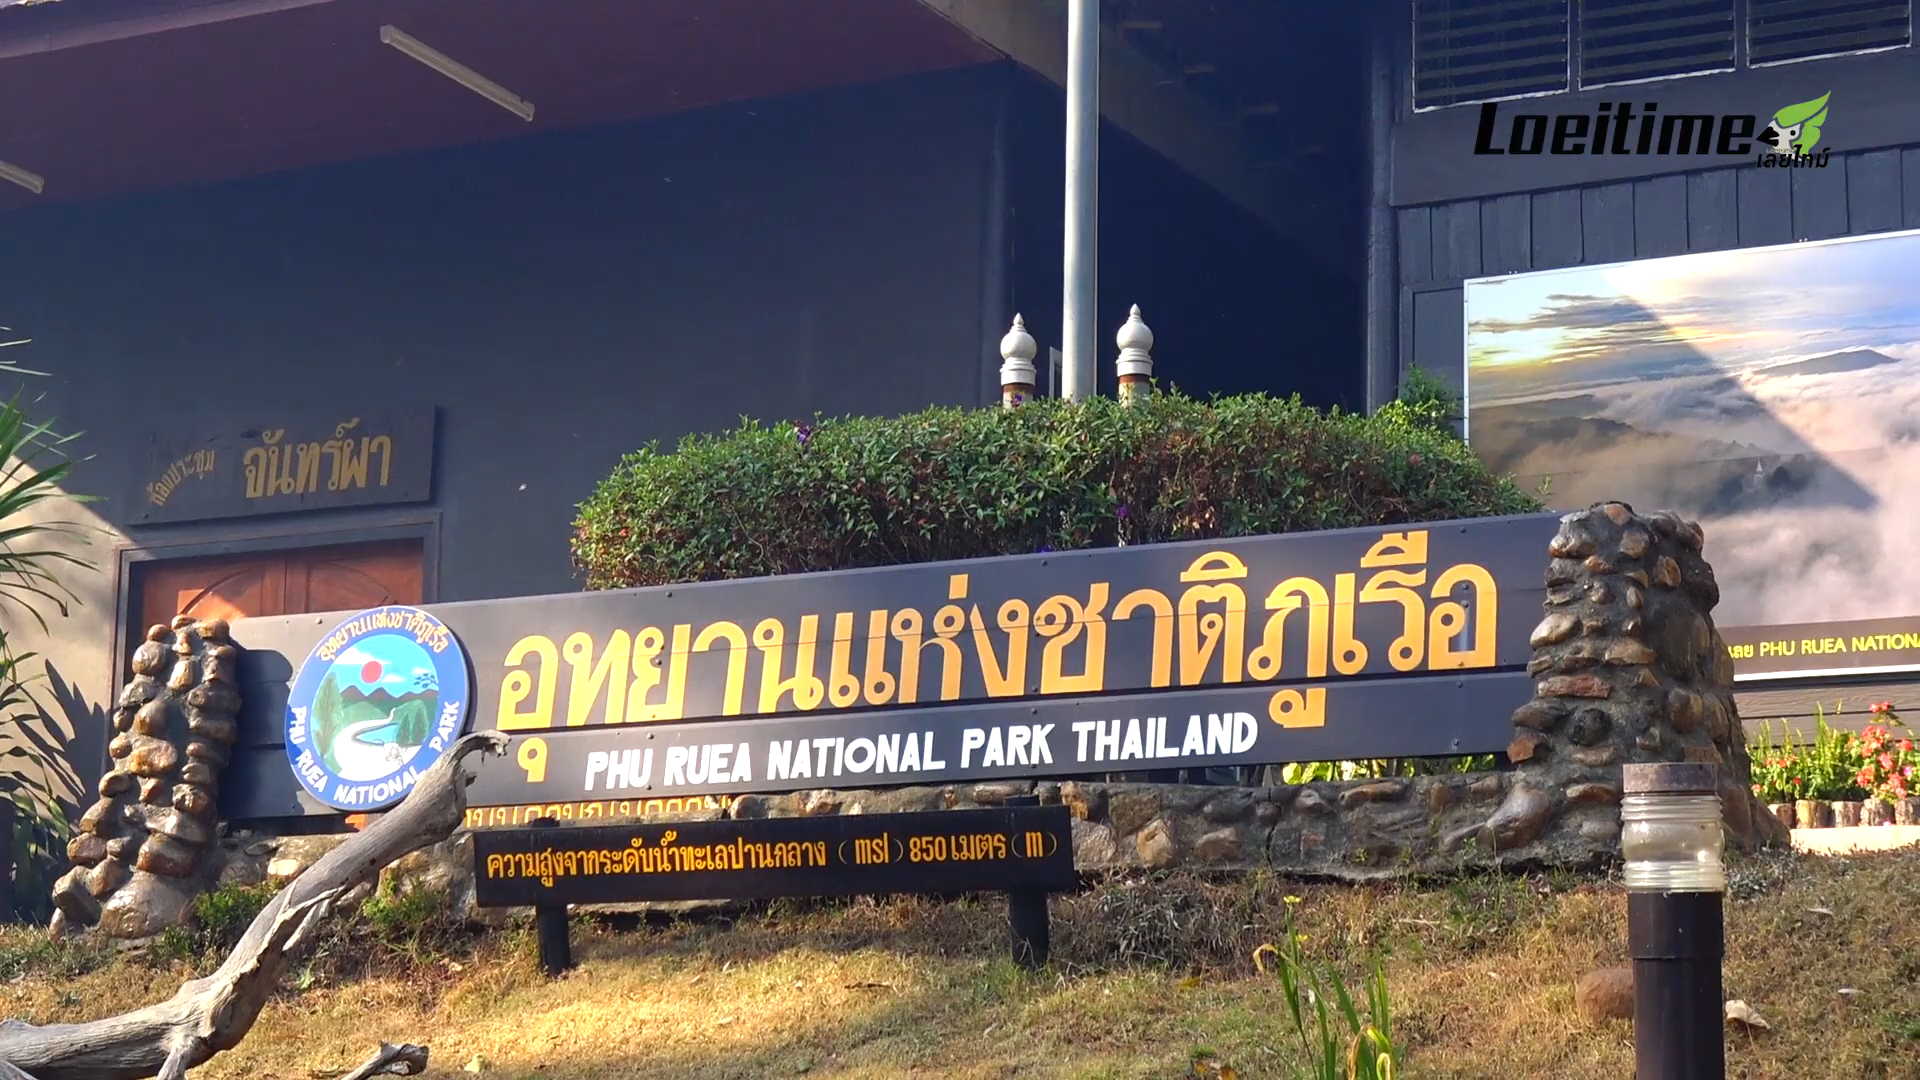 Loeitime
เลยไทม์
ห้องประชุม
จันทร์ผา
อุทยานแห่งชาติภูเรือ
PHU RUEA NATIONAL PARK
อุทยานแห่งชาติภูเรือ
PHU RUEA NATIONAL PARK THAILAND
เลย PHU RUEA NATIONA
ความสูงจากระดับน้ำทะเลปานกลาง (msl) 850 เมตร (m)